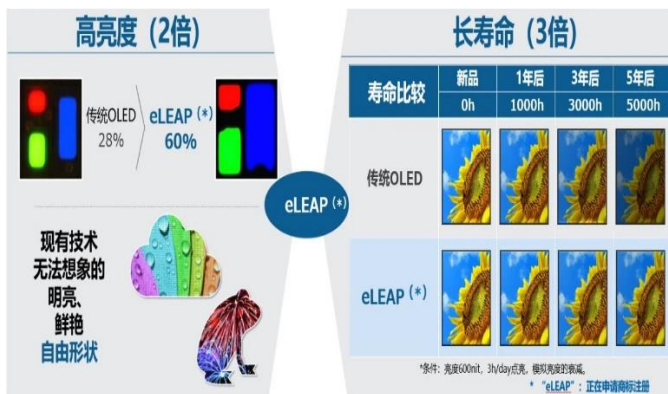 高亮度（2倍）
传统OLED
28%
eLEAP (*)
60%
现有技术
无法想象的
明亮、
鲜艳
自由形状
eLEAP (*)
长寿命（3倍）
寿命比较
新品
1年后
3年后
5年后
0h
1000h
3000h
5000h
传统OLED
eLEAP (*)
*条件：亮度600nit，3h/day点亮，模拟亮度的衰减。
* “eLEAP”：正在申请商标注册